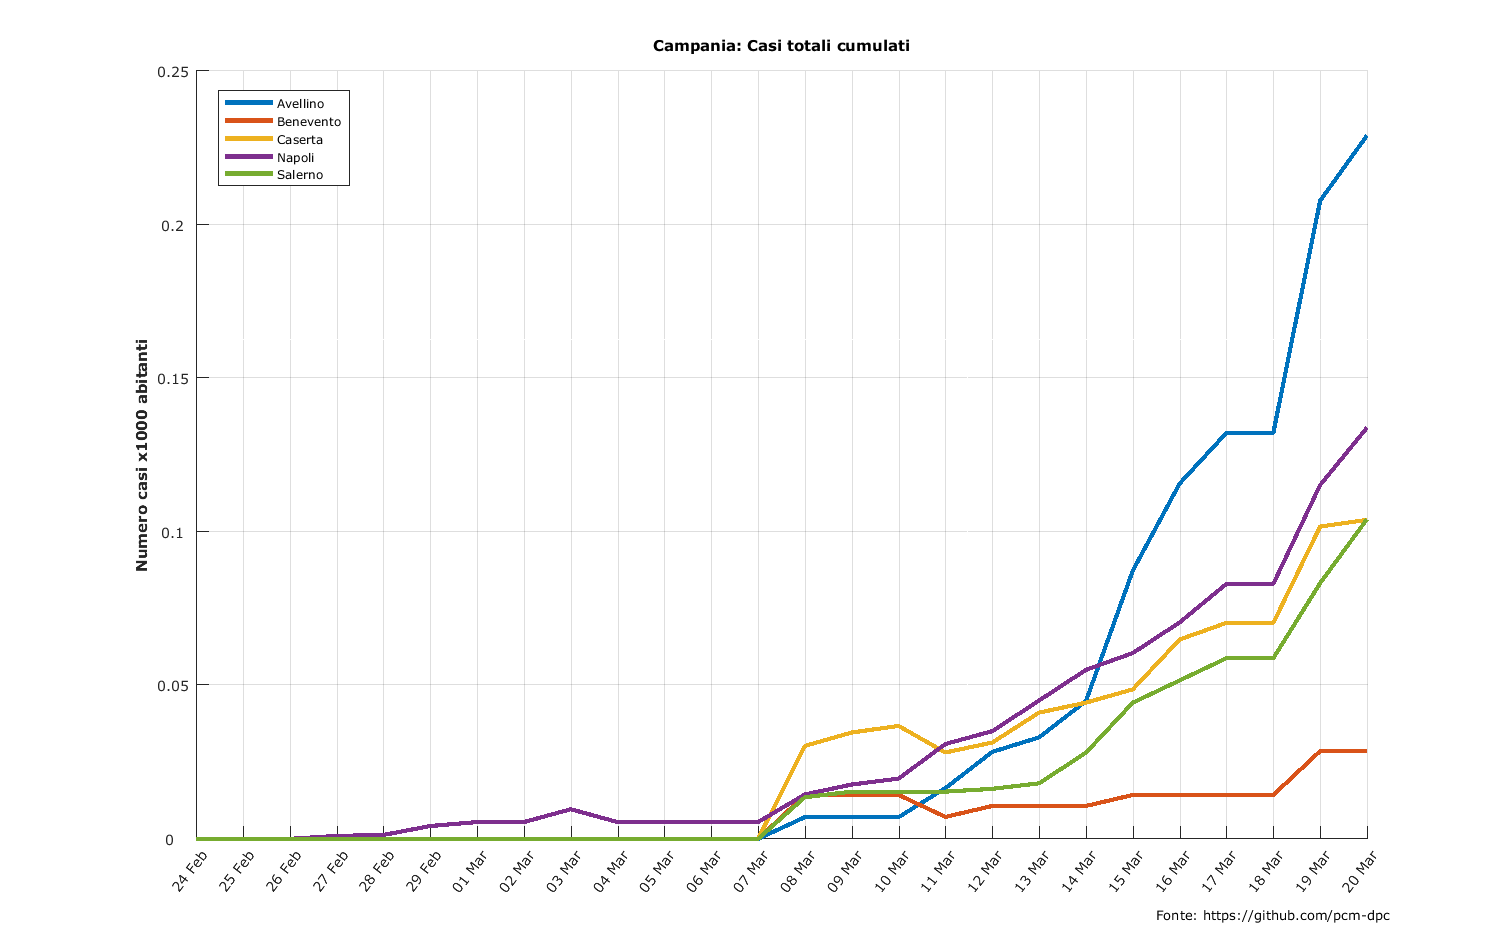 Campania: Casi totali cumulati
0.25
0.2
0.15
0.1
0.05
0
Numero casi x1000 abitanti
Avellino
Benevento
Caserta
Napoli
Salerno
24 Feb
25 Feb
26 Feb
27 Feb
28 Feb
29 Feb
01 Mar
02 Mar
03 Mar
04 Mar
05 Mar
06 Mar
07 Mar
08 Mar
09 Mar
10 Mar
11 Mar
12 Mar
13 Mar
14 Mar
15 Mar
16 Mar
17 Mar
18 Mar
19 Mar
20 Mar
Fonte: https://github.com/pcm-dpc